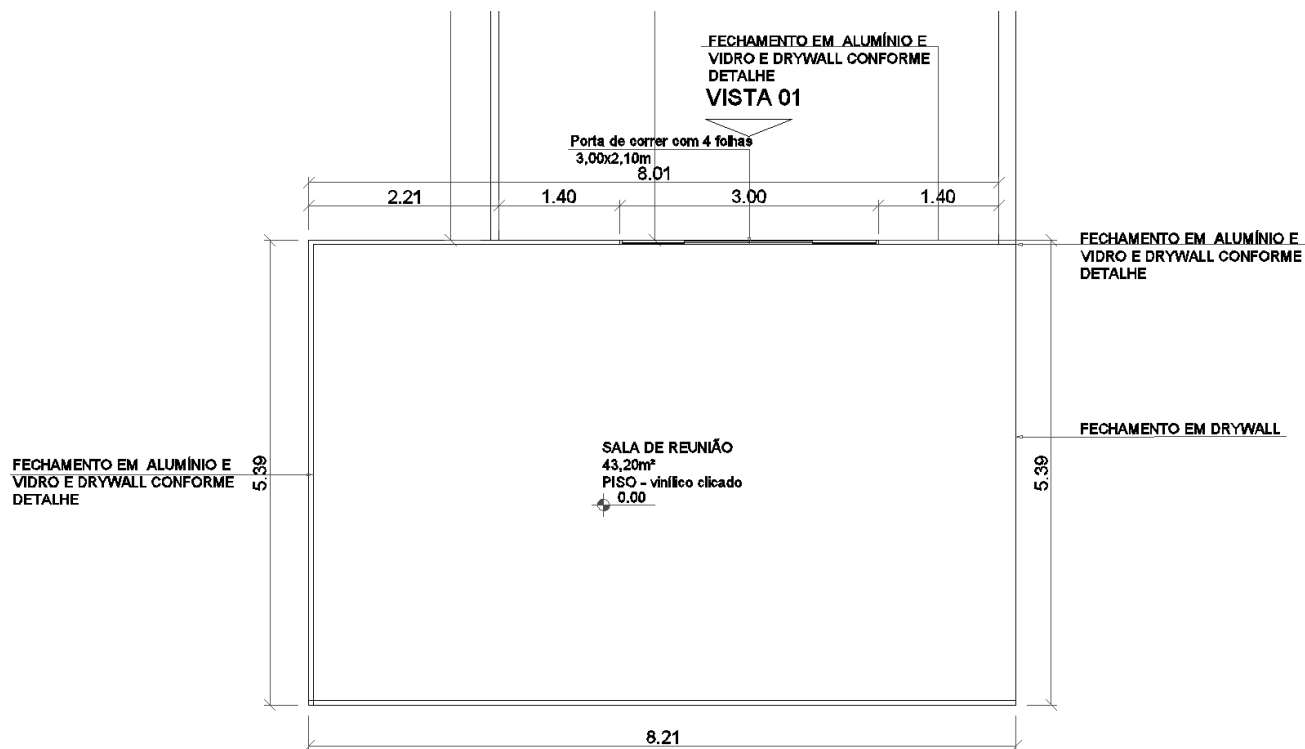 FECHAMENTO EM ALUMÍNIO E
VIDRO E DRYWALL CONFORME
DETALHE
VISTA 01
Porta de correr com 4 folhas
3,00x2,10m
8.01
2.21
1.40
3.00
1.40
FECHAMENTO EM ALUMÍNIO E
VIDRO E DRYWALL CONFORME
DETALHE
FECHAMENTO EM DRYWALL
SALA DE REUNIÃO
43,20m²
PISO - vinílico clicado
0.00
FECHAMENTO EM ALUMÍNIO E
VIDRO E DRYWALL CONFORME
DETALHE
5.39
5.39
8.21